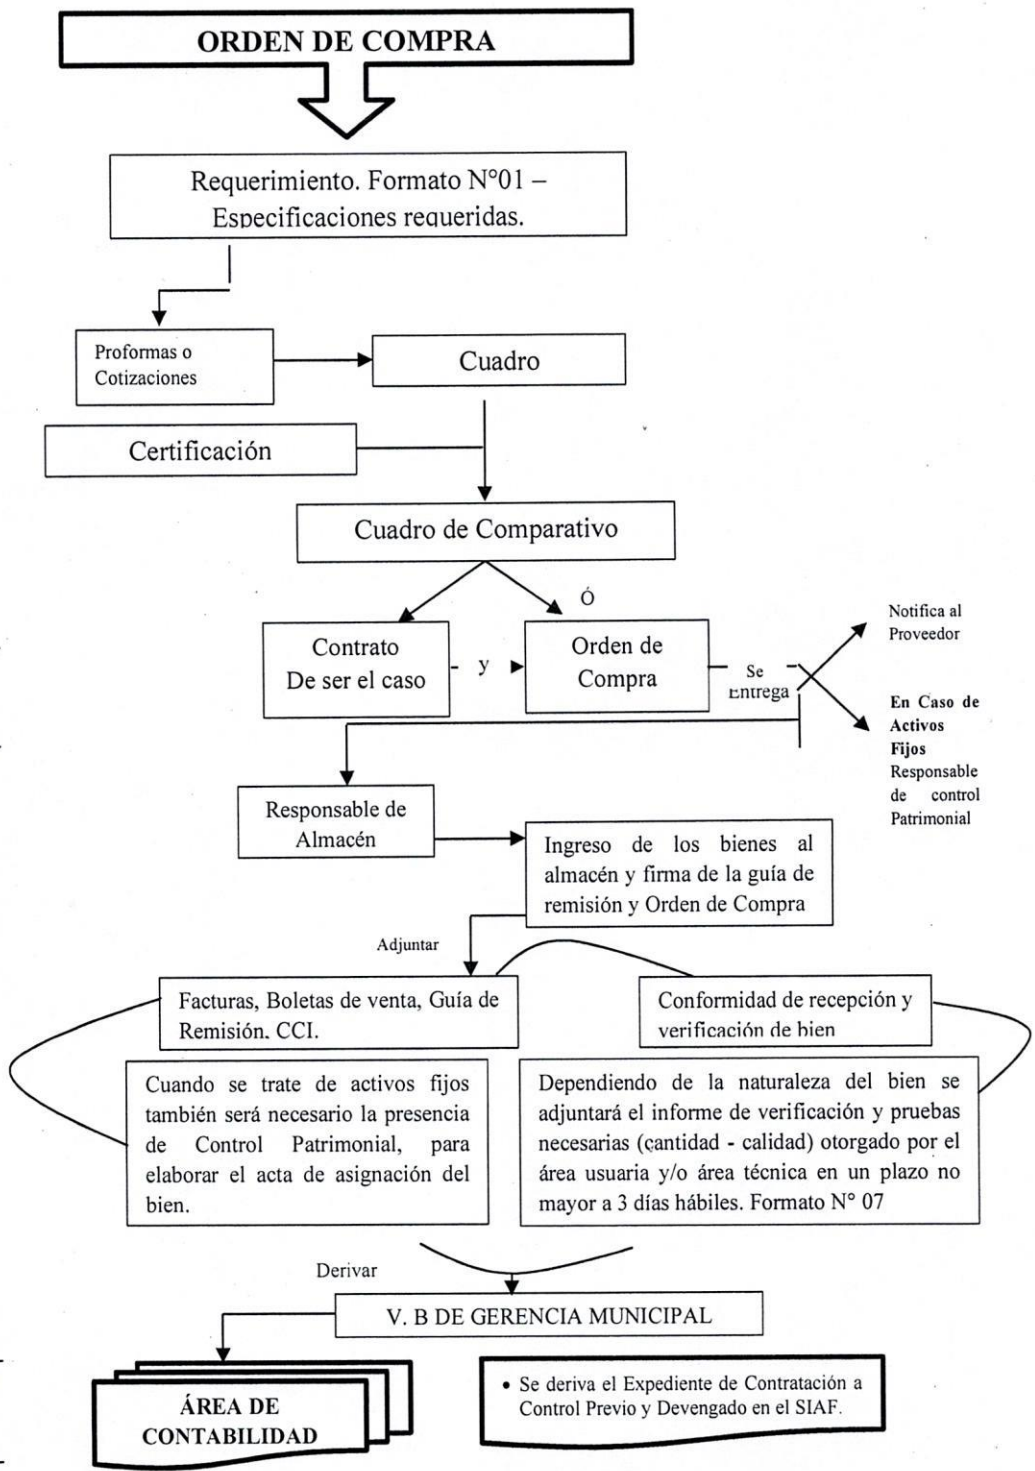 ORDEN DE COMPRA
Requerimiento. Formato N°01 –
Especificaciones requeridas.
Proformas o
Cotizaciones
Cuadro
Certificación
Cuadro de Comparativo
Ó
Contrato
De ser el caso
y
Orden de
Compra
Se
Entrega
Notifica al
Proveedor
En Caso de
Activos
Fijos
Responsable
de control
Patrimonial
Responsable de
Almacén
Ingreso de los bienes al
almacén y firma de la guía de
remisión y Orden de Compra
Adjuntar
Facturas, Boletas de venta, Guía de
Remisión. CCI.
Conformidad de recepción y
verificación de bien
Cuando se trate de activos fijos
también será necesario la presencia
de Control Patrimonial, para
elaborar el acta de asignación del
bien.
Dependiendo de la naturaleza del bien se
adjuntará el informe de verificación y pruebas
necesarias (cantidad - calidad) otorgado por el
área usuaria y/o área técnica en un plazo no
mayor a 3 días hábiles. Formato N° 07
Derivar
V. B DE GERENCIA MUNICIPAL
ÁREA DE
CONTABILIDAD
• Se deriva el Expediente de Contratación a
Control Previo y Devengado en el SIAF.